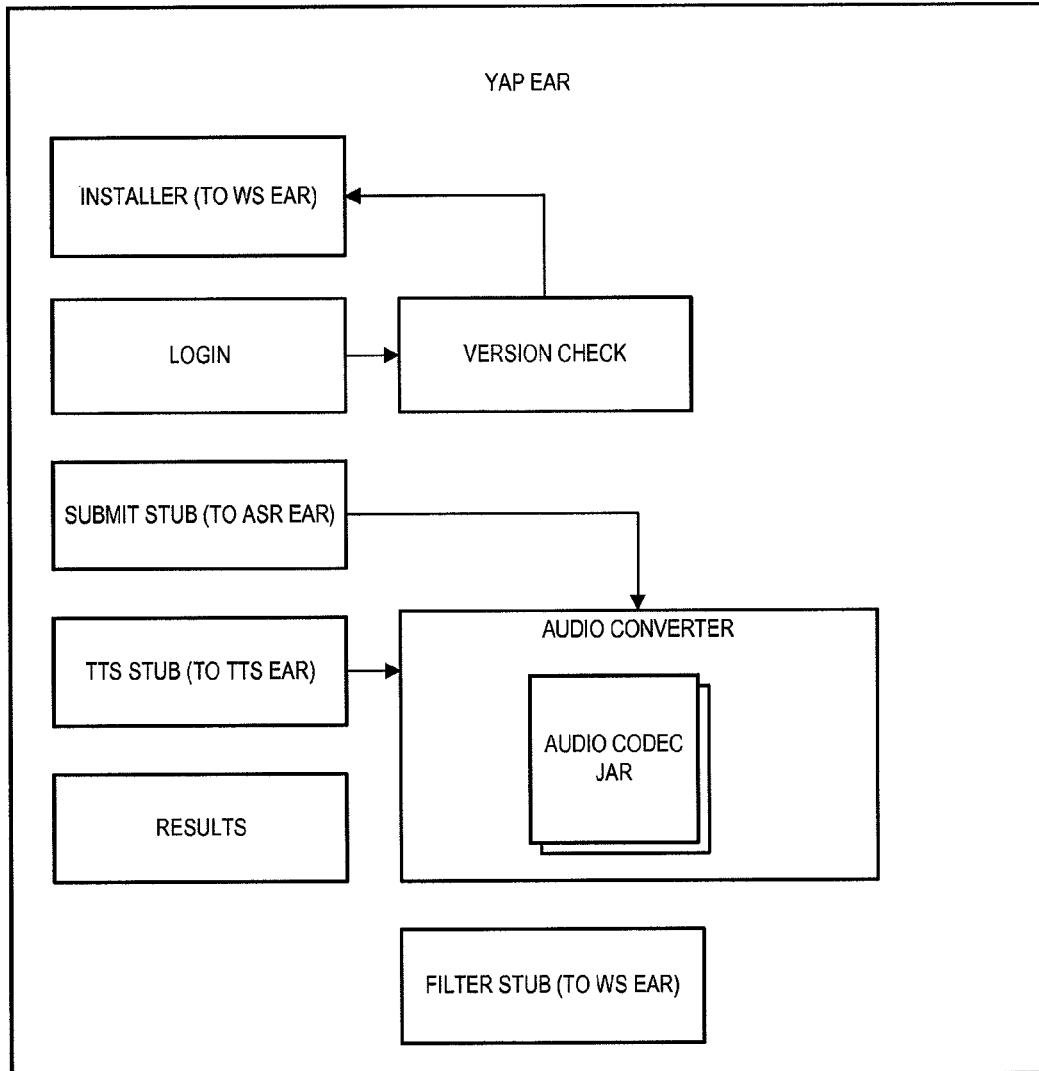 YAP EAR
INSTALLER (TO WS EAR)
LOGIN
VERSION CHECK
SUBMIT STUB (TO ASR EAR)
AUDIO CONVERTER
TTS STUB (TO TTS EAR)
AUDIO CODEC
JAR
RESULTS
FILTER STUB (TO WS EAR)